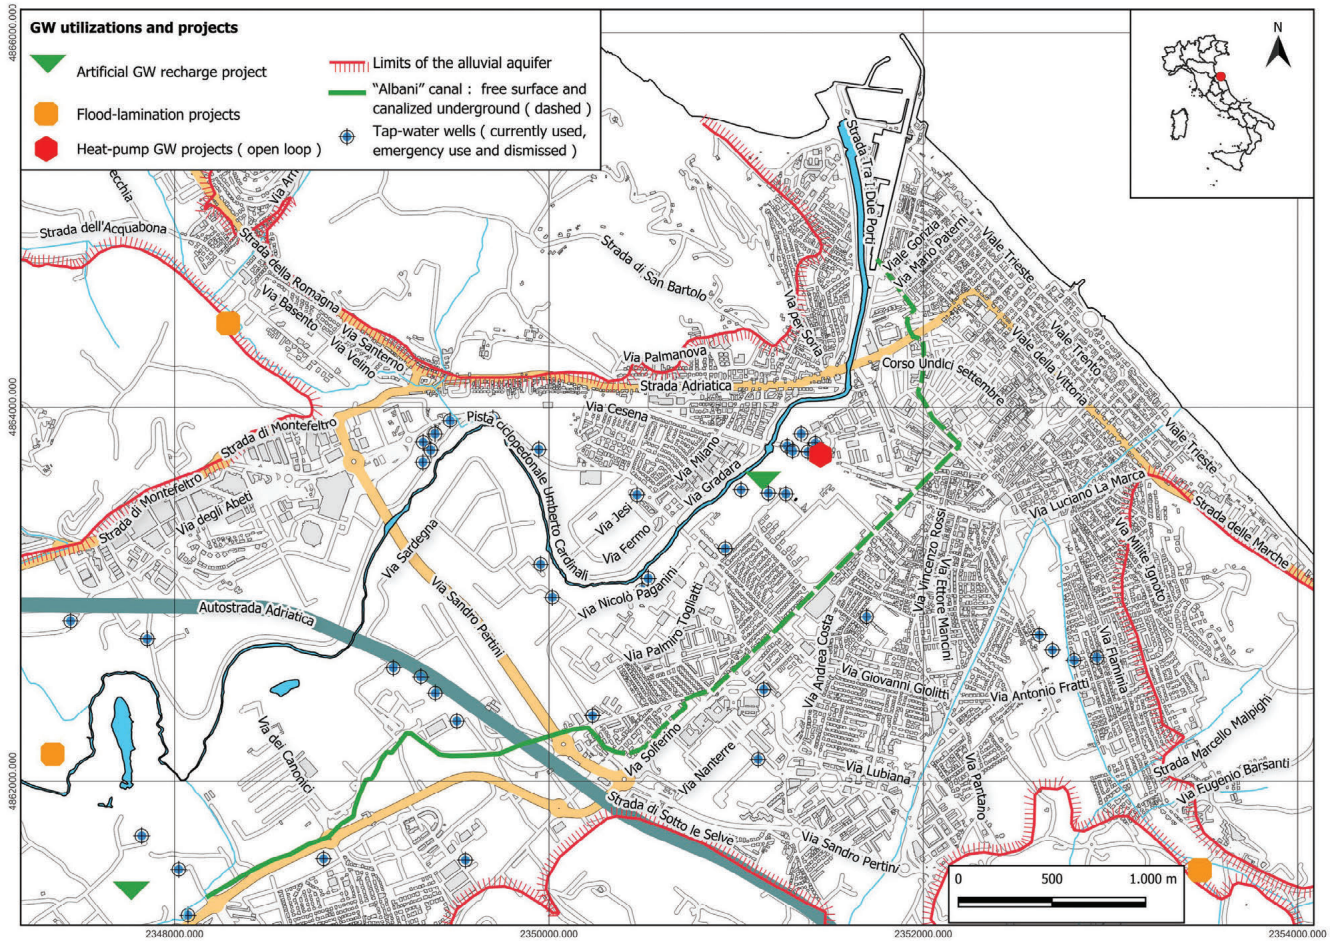 GW utilizations and projects
Artificial GW recharge project
Flood-lamination projects
Heat-pump GW projects ( open loop )
Limits of the alluvial aquifer
“Albani” canal : free surface and
canalized underground ( dashed )
Tap-water wells ( currently used,
emergency use and dismissed )
N
4866000.000
4864000.000
4862000.000
2348000.000
2350000.000
2352000.000
2354000.000
0
500
1.000 m
ecchia
Via Arri
Strada dell'Acquabona
Strada della Romagna
Via Basento
Via Santerno
Via Velino
Strada di San Bartolo
Strada Tra I Due Porti
Viale Gorizia
Via Mario Paterni
Viale Trieste
Via per Soria
Via Palmanova
Strada Adriatica
Corso Undici settembre
Viale Trento
Viale della Vittoria
Viale Trieste
Strada di Montefeltro
Strada di Montefeltro
Via degli Abeti
Pista ciclopedonale Umberto Cardinali
Via Cesena
Via Milano
Via Gradara
Via Jesi
Via Fermo
Via Sardegna
Via Luciano La Marca
Strada delle Marche
Via Milite Ignoto
Via Nicolò Paganini
Via Palmiro Togliatti
Via Vincenzo Rossi
Via Ettore Mancini
Autostrada Adriatica
Via Sandro Pertini
Via Andrea Costa
Via Giovanni Giolitti
Via Flaminia
Via Antonio Fratti
Via dei Canonici
Via Solferino
Via Nanterre
Via Lubiana
Via Pantano
Strada Marcello Malpighi
Via Eugenio Barsanti
Strada di Sotto le Selve
Via Sandro Pertini